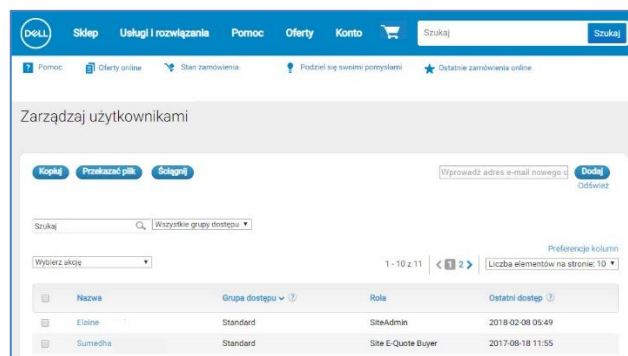 DELL Sklep Usługi i rozwiązania Pomoc Oferty Konto Szukaj Szukaj
Pomoc Oferty online Stan zamówienia Podziel się swoimi pomysłami Ostatnie zamówienia online
Zarządzaj użytkownikami
Kopiuj Przekazać plik Ściągnij Wprowadź adres e-mail nowego u Dodaj
Odśwież
Szukaj Wszystkie grupy dostępu
Preferencje kolumn
Wybierz akcję 1 - 10 z 11 1 2 Liczba elementów na stronie: 10
Nazwa Grupa dostępu Rola Ostatni dostęp
Elaine Standard SiteAdmin 2018-02-08 05:49
Sumedha Standard Site E-Quote Buyer 2017-08-18 11:55